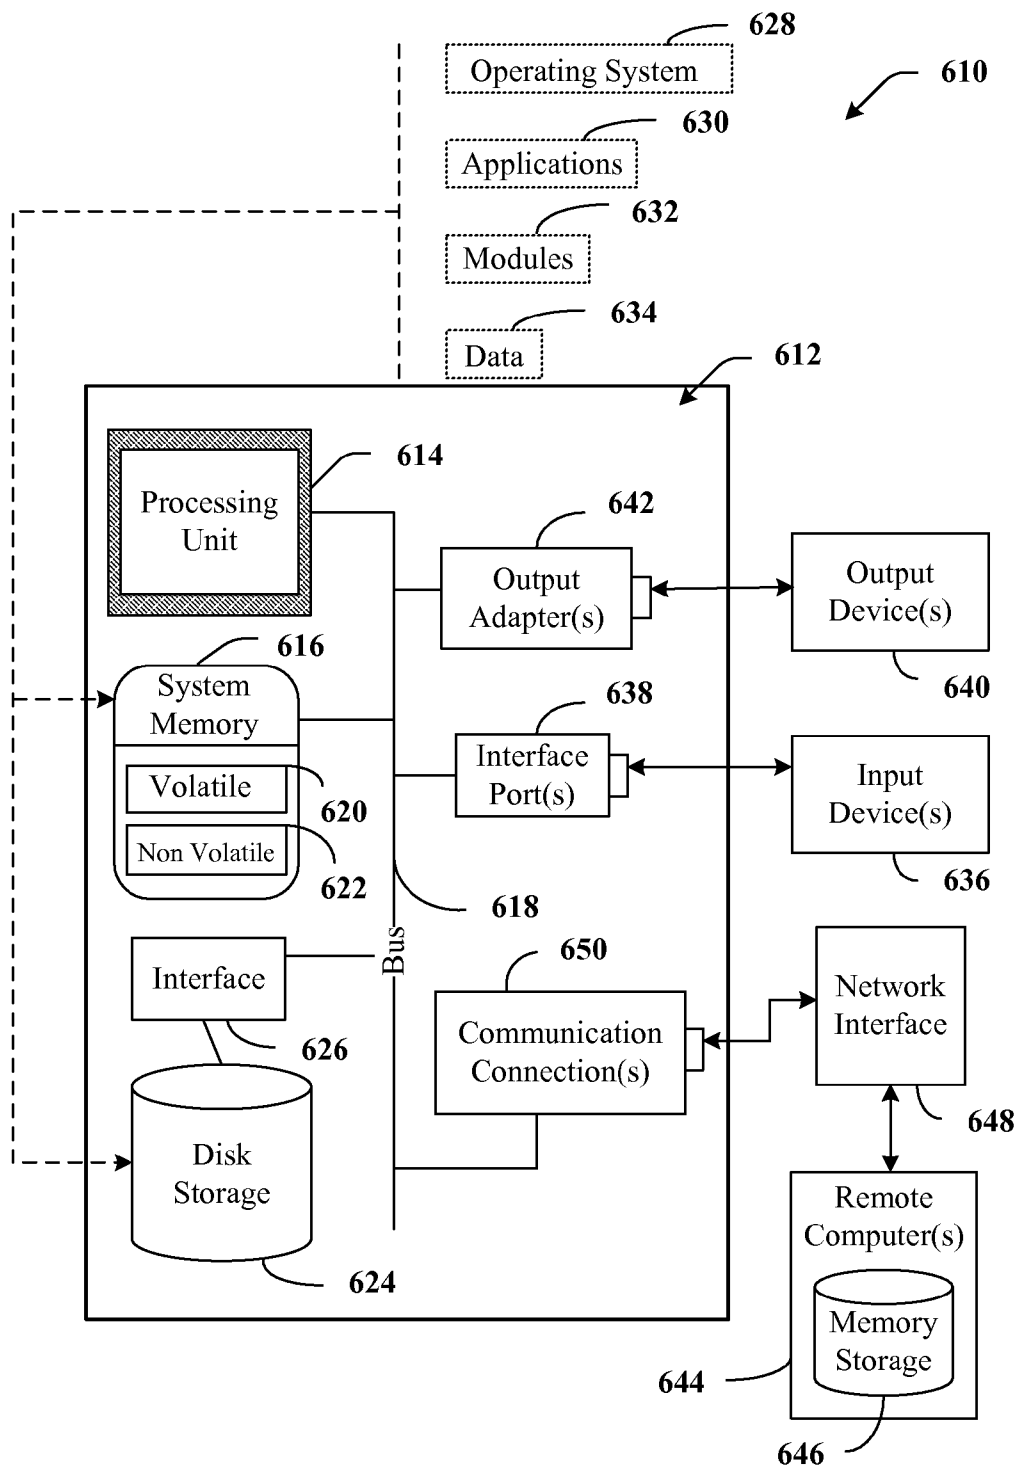 628
Operating System
610
630
Applications
632
Modules
634
Data
612
614
Processing
Unit
642
Output
Adapter(s)
Output
Device(s)
640
616
System
Memory
638
Interface
Port(s)
Input
Device(s)
636
Volatile
620
Non Volatile
622
618
Bus
650
Interface
626
Communication
Connection(s)
Network
Interface
648
Disk
Storage
624
Remote
Computer(s)
Memory
Storage
644
646